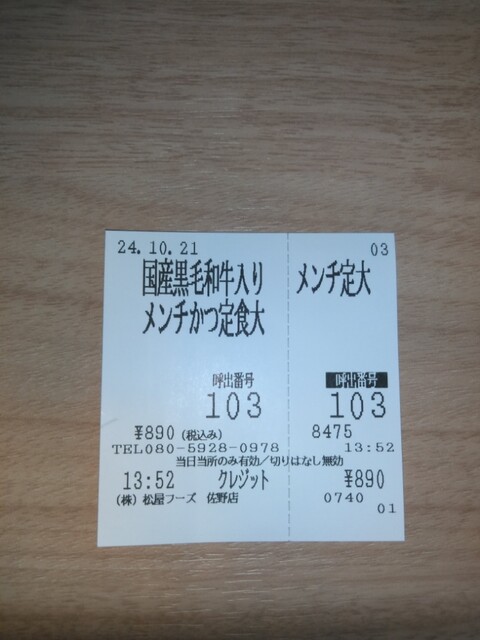 24.10.21
国産黒毛和牛入り
メンチかつ定食大
呼出番号
103
¥890(税込み)
TEL080-5928-0978
当日当所のみ有効/切りはなし無効
13:52 クレジット
(株)松屋フーズ 佐野店
03
メンチ定大
呼出番号
103
8475
13:52
¥890
0740
01